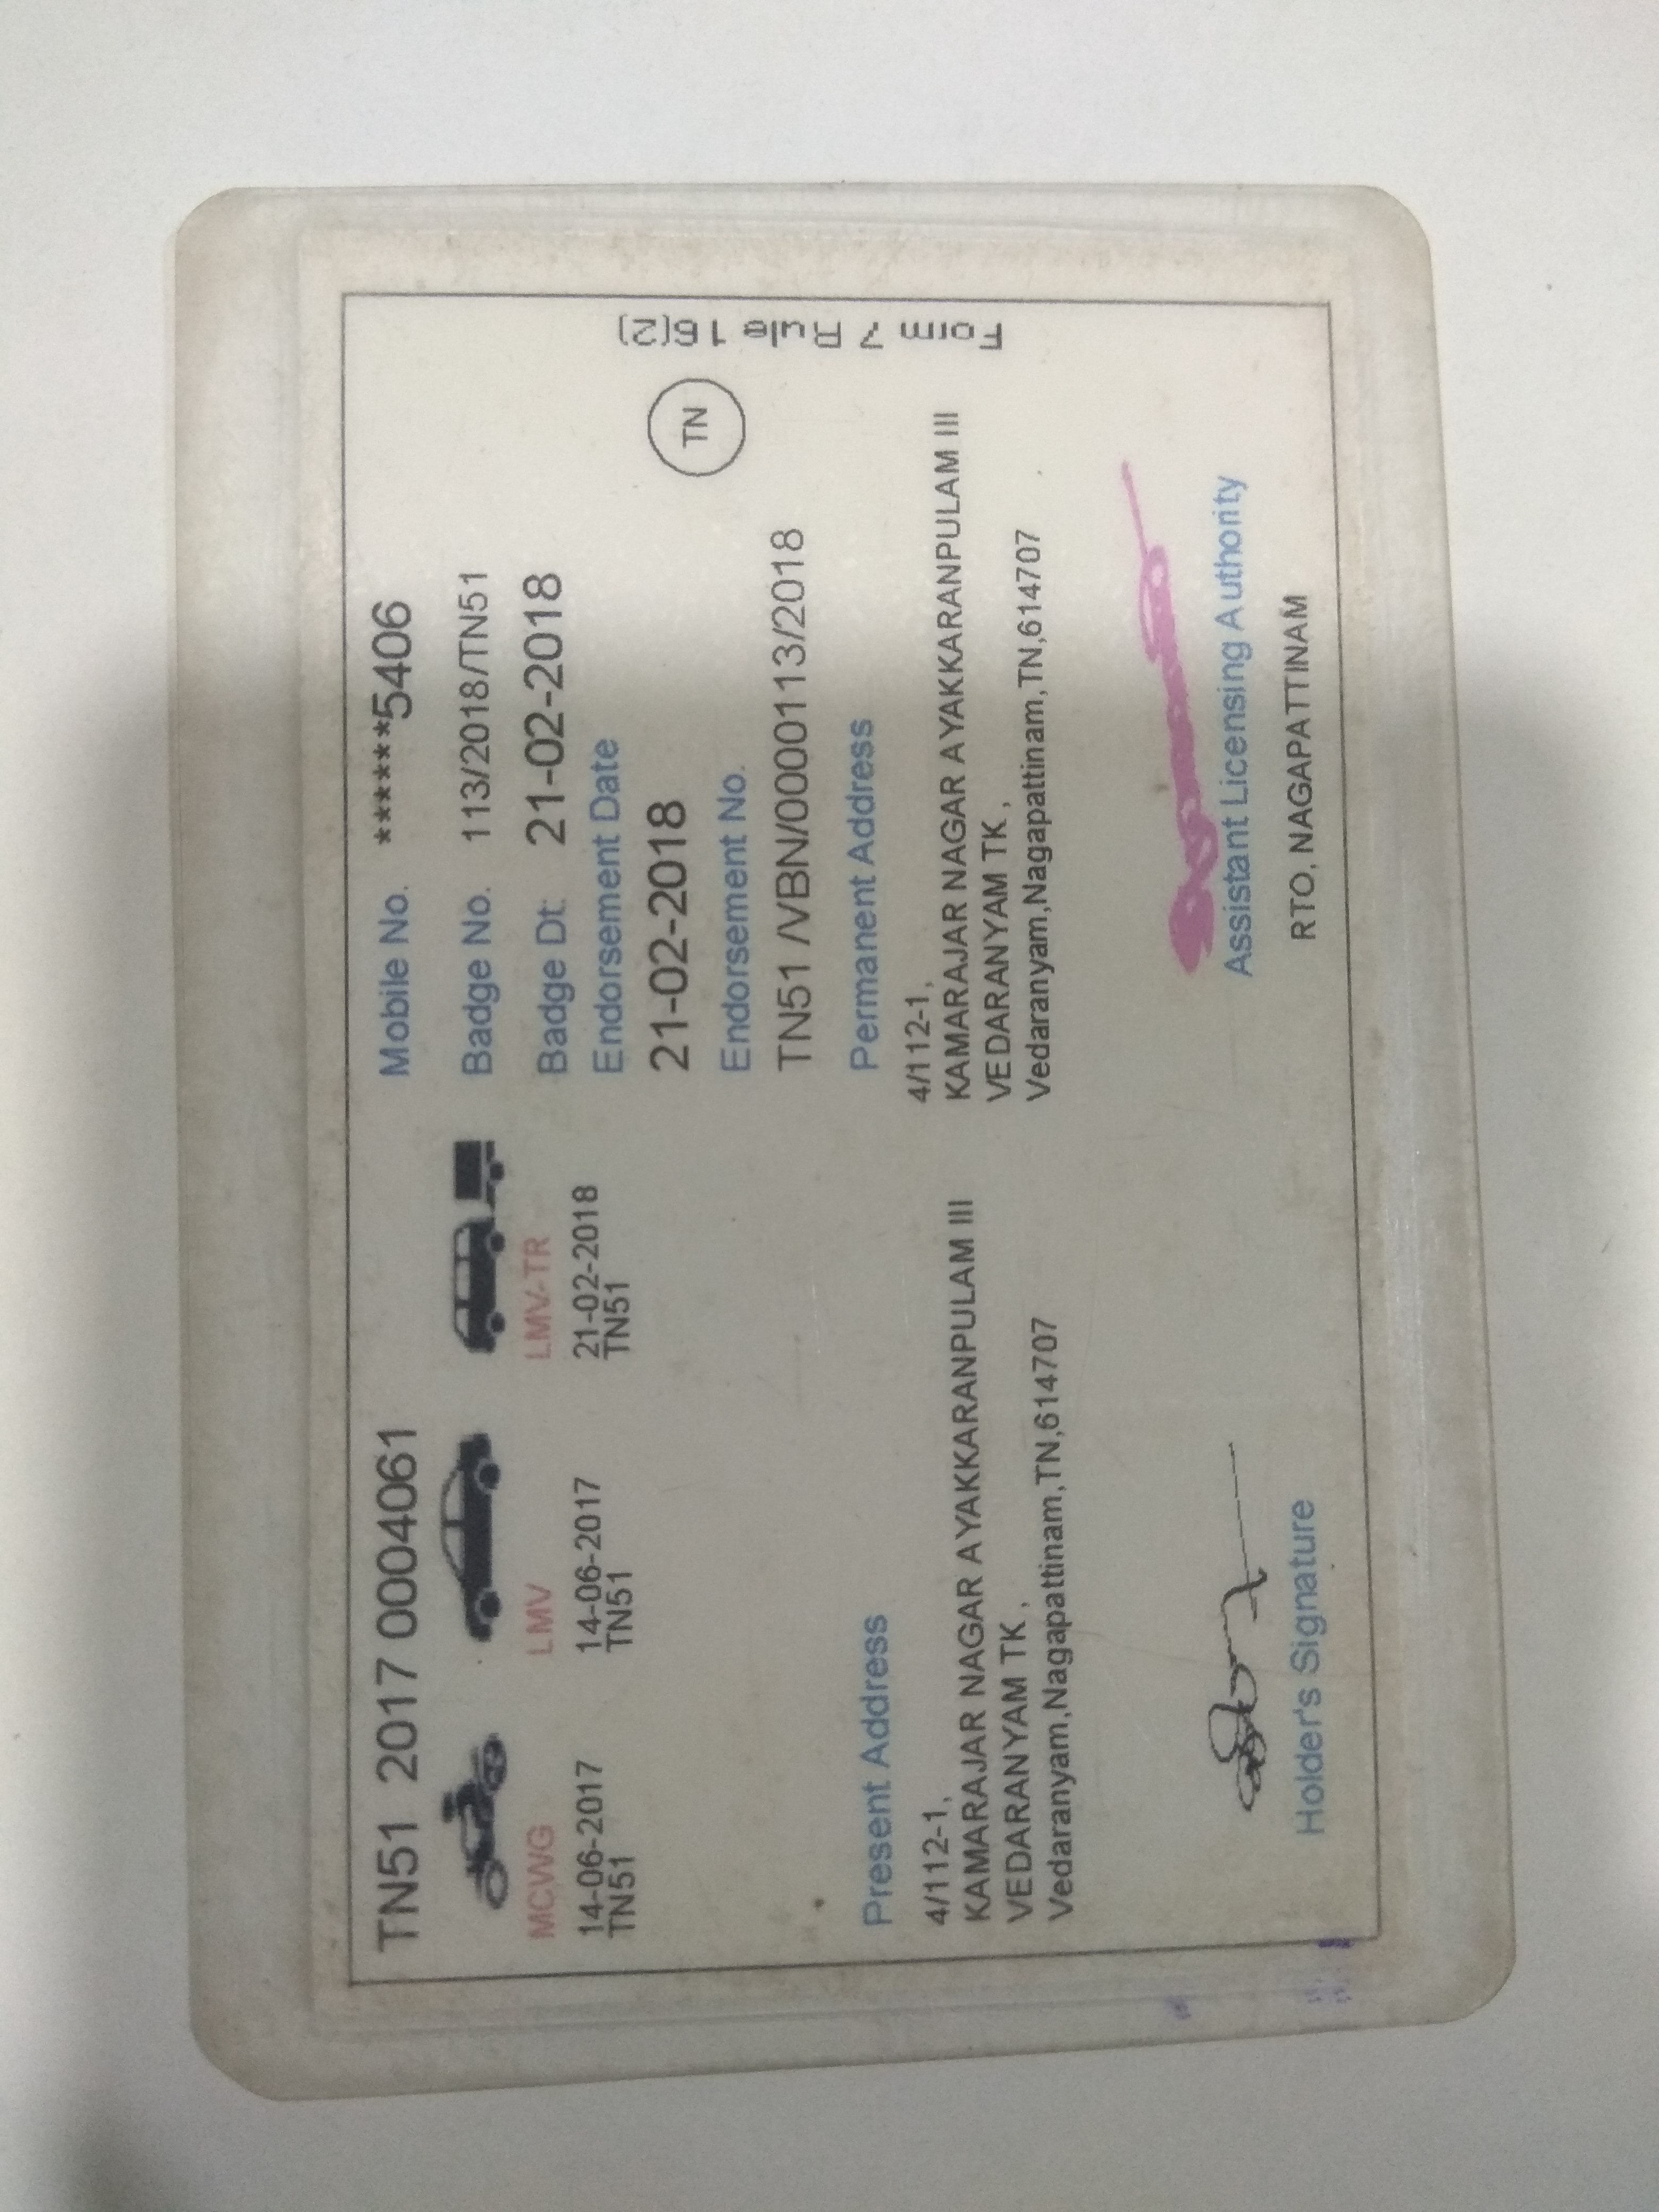 TN51 2017 0004061
MCWG
14-06-2017
TN51
LMV
14-06-2017
TN51
LMV-TR
21-02-2018
TN51
Mobile No. ******5406
Badge No. 113/2018/TN51
Badge Dt. 21-02-2018
Endorsement Date
21-02-2018
TN
Endorsement No.
TN51 /VBN/0000113/2018
Form 7 Rule 16(2)
Present Address
4/112-1,
KAMARAJAR NAGAR AYAKKARANPULAM III
VEDARANYAM TK ,
Vedaranyam,Nagapattinam,TN,614707
Permanent Address
4/112-1,
KAMARAJAR NAGAR AYAKKARANPULAM III
VEDARANYAM TK ,
Vedaranyam,Nagapattinam,TN,614707
Holder's Signature
Assistant Licensing Authority
RTO, NAGAPATTINAM